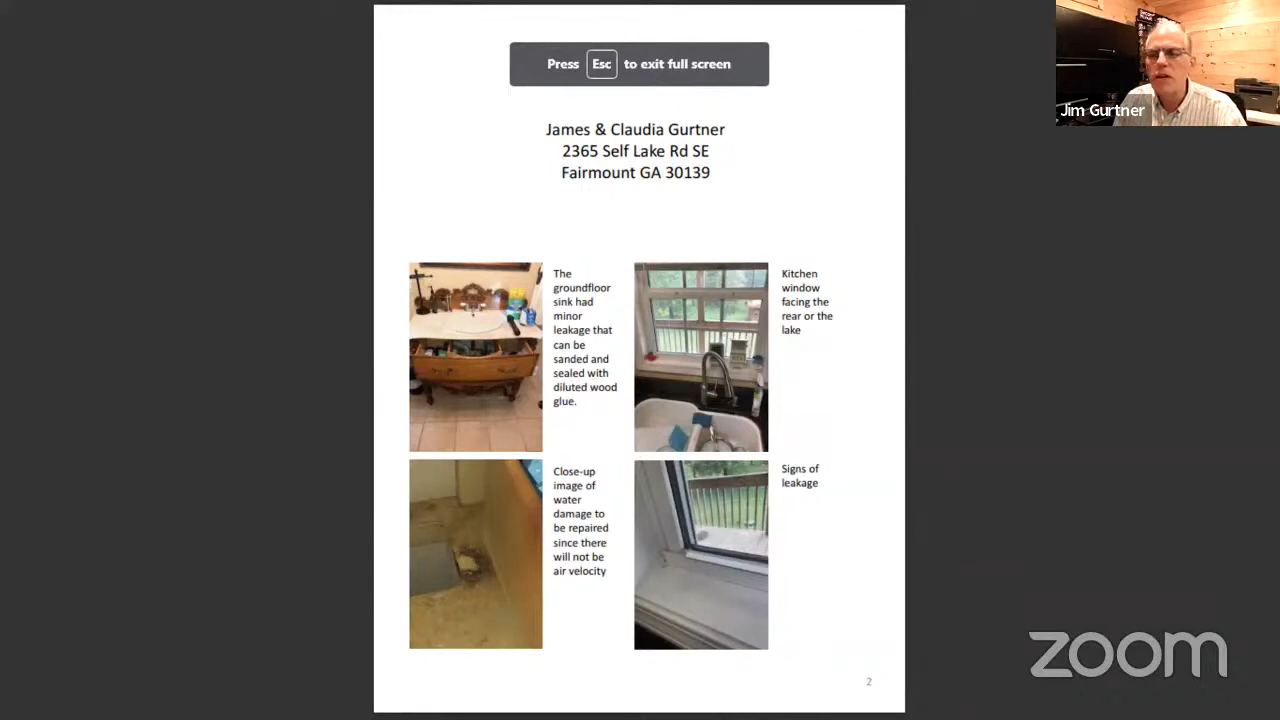 Press Esc to exit full screen
Jim Gurtner
James & Claudia Gurtner
2365 Self Lake Rd SE
Fairmount GA 30139
The
groundfloor
sink had
minor
leakage that
can be
sanded and
sealed with
diluted wood
glue.
Kitchen
window
facing the
rear or the
lake
Close-up
image of
water
damage to
be repaired
since there
will not be
air velocity
Signs of
leakage
zoom
2